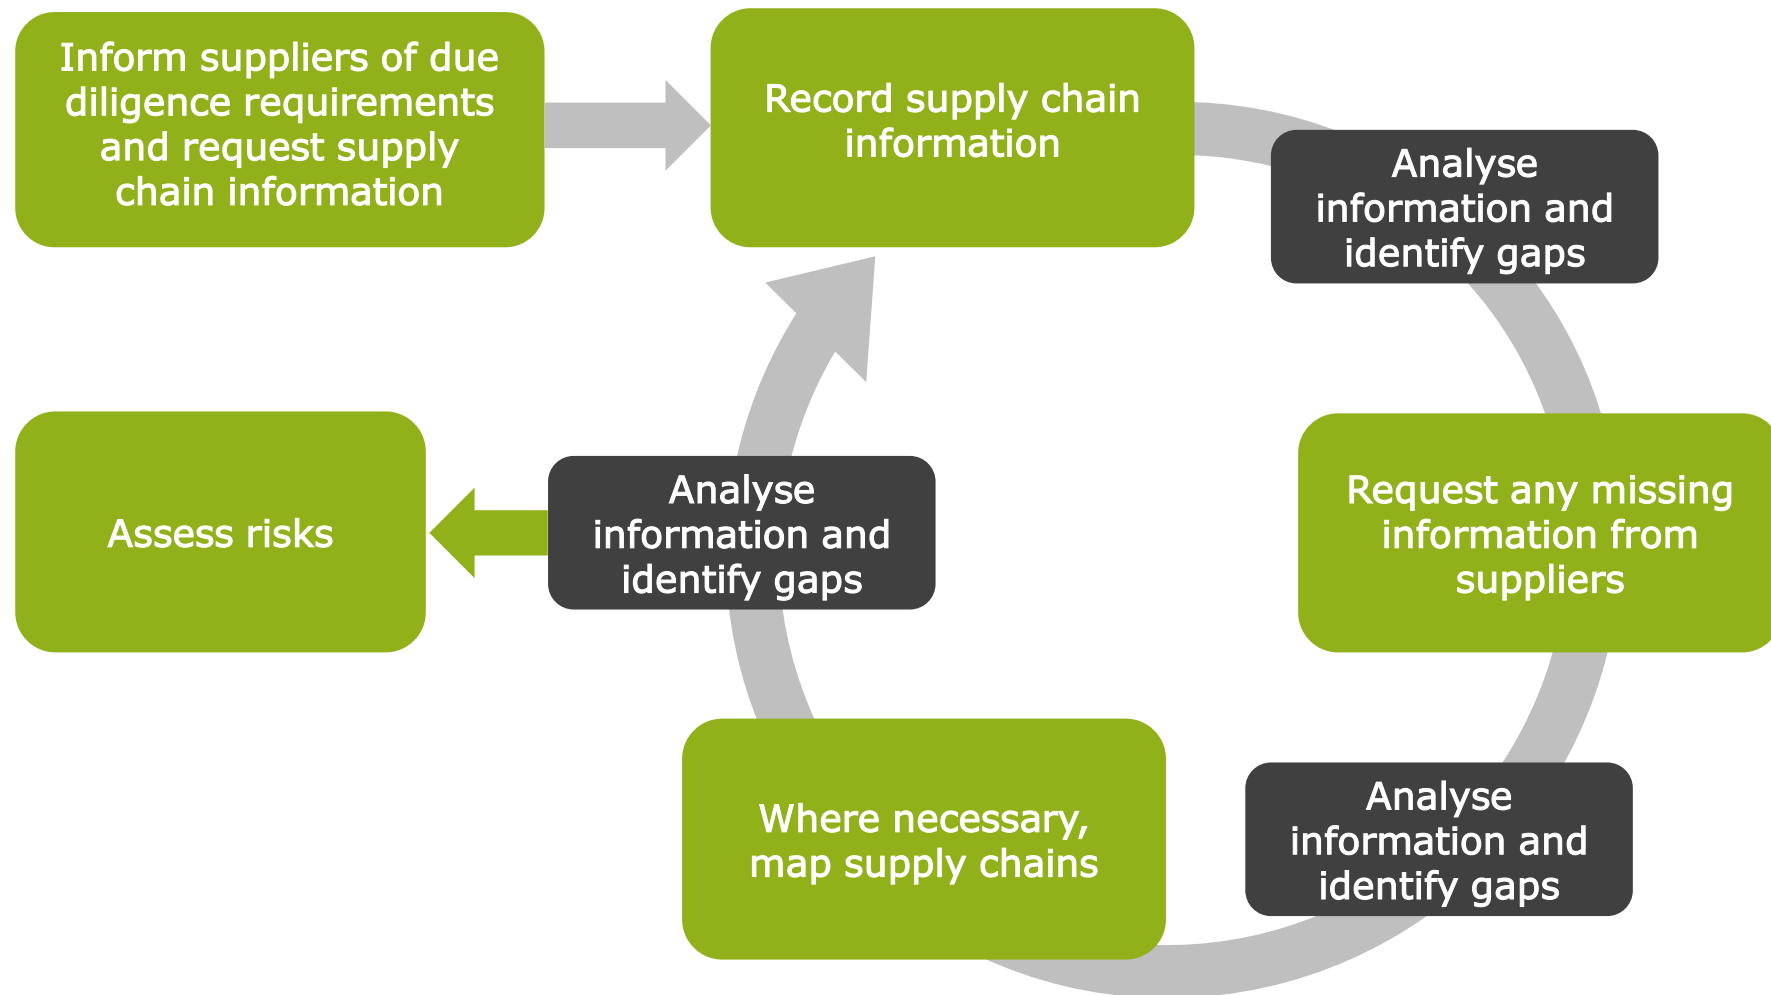 Inform suppliers of due
diligence requirements
and request supply
chain information
Record supply chain
information
Analyse
information and
identify gaps
Request any missing
information from
suppliers
Analyse
information and
identify gaps
Where necessary,
map supply chains
Analyse
information and
identify gaps
Assess risks